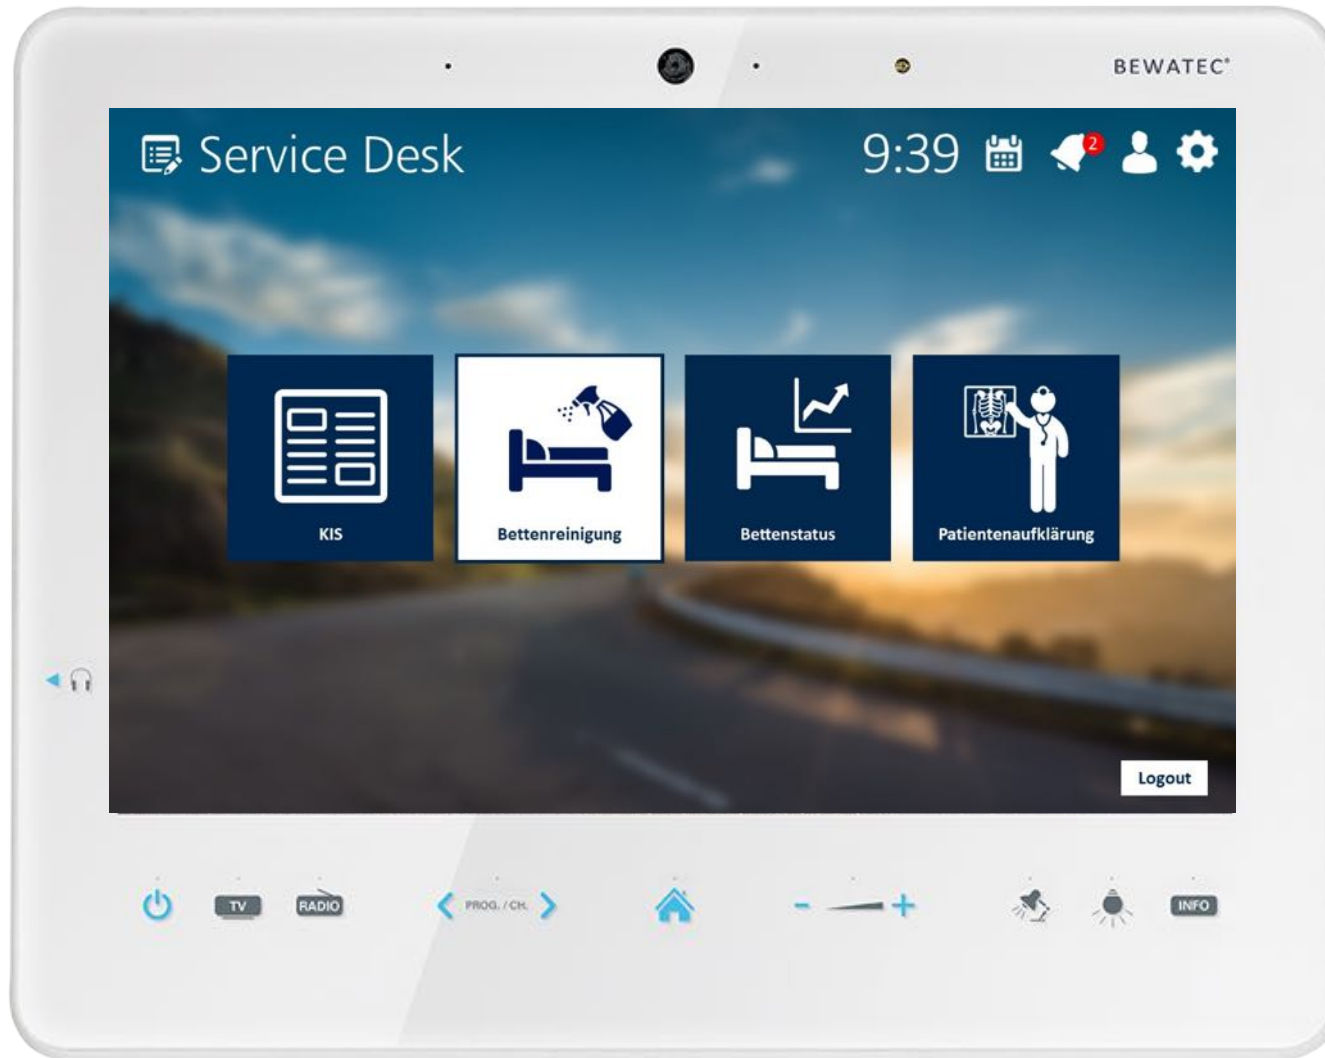 BEWATEC®
Service Desk
9:39
2
KIS
Bettenreinigung
Bettenstatus
Patientenaufklärung
Logout
TV
RADIO
PROG. / CH.
INFO